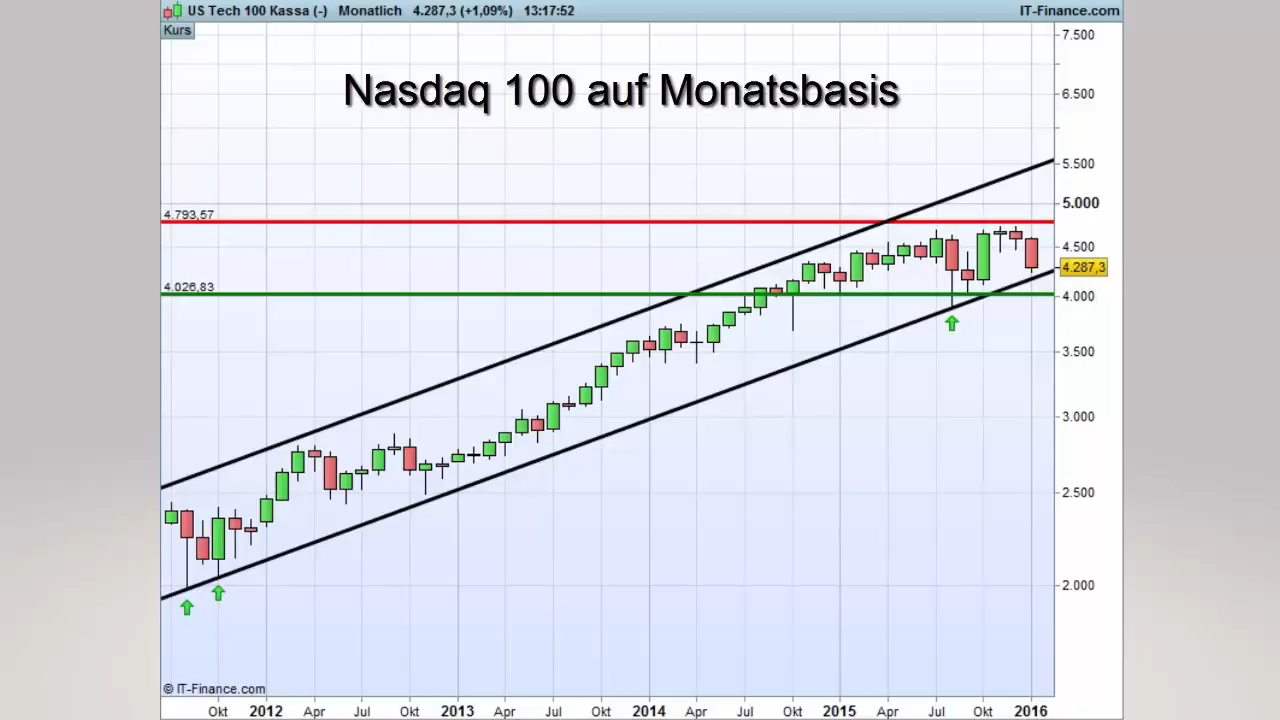 US Tech 100 Kassa (-) Monatlich 4.287,3 (+1,09%) 13:17:52 IT-Finance.com
Kurs
Nasdaq 100 auf Monatsbasis
7.500
6.500
5.500
5.000
4.793,57
4.500
4.287,3
4.026,83
4.000
3.500
3.000
2.500
2.000
© IT-Finance.com
Okt 2012 Apr Jul Okt 2013 Apr Jul Okt 2014 Apr Jul Okt 2015 Apr Jul Okt 2016